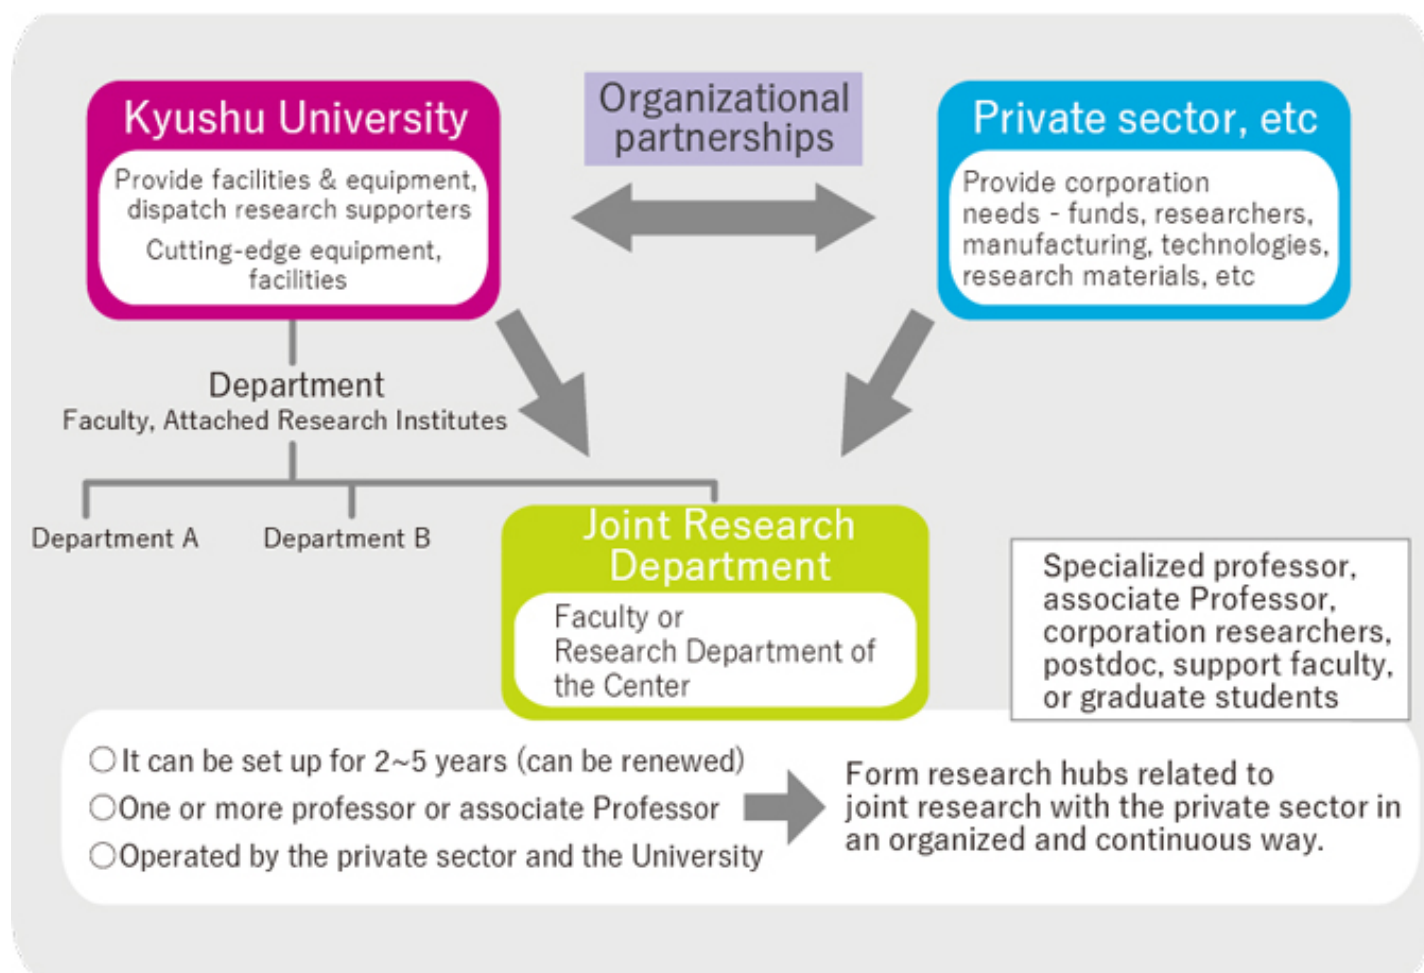 Kyushu University
Provide facilities & equipment,
dispatch research supporters
Cutting-edge equipment,
facilities
Organizational
partnerships
Private sector, etc
Provide corporation
needs - funds, researchers,
manufacturing, technologies,
research materials, etc
Department
Faculty, Attached Research Institutes
Department A
Department B
Joint Research
Department
Faculty or
Research Department of
the Center
Specialized professor,
associate Professor,
corporation researchers,
postdoc, support faculty,
or graduate students
○It can be set up for 2~5 years (can be renewed)
○One or more professor or associate Professor
○Operated by the private sector and the University
Form research hubs related to
joint research with the private sector in
an organized and continuous way.